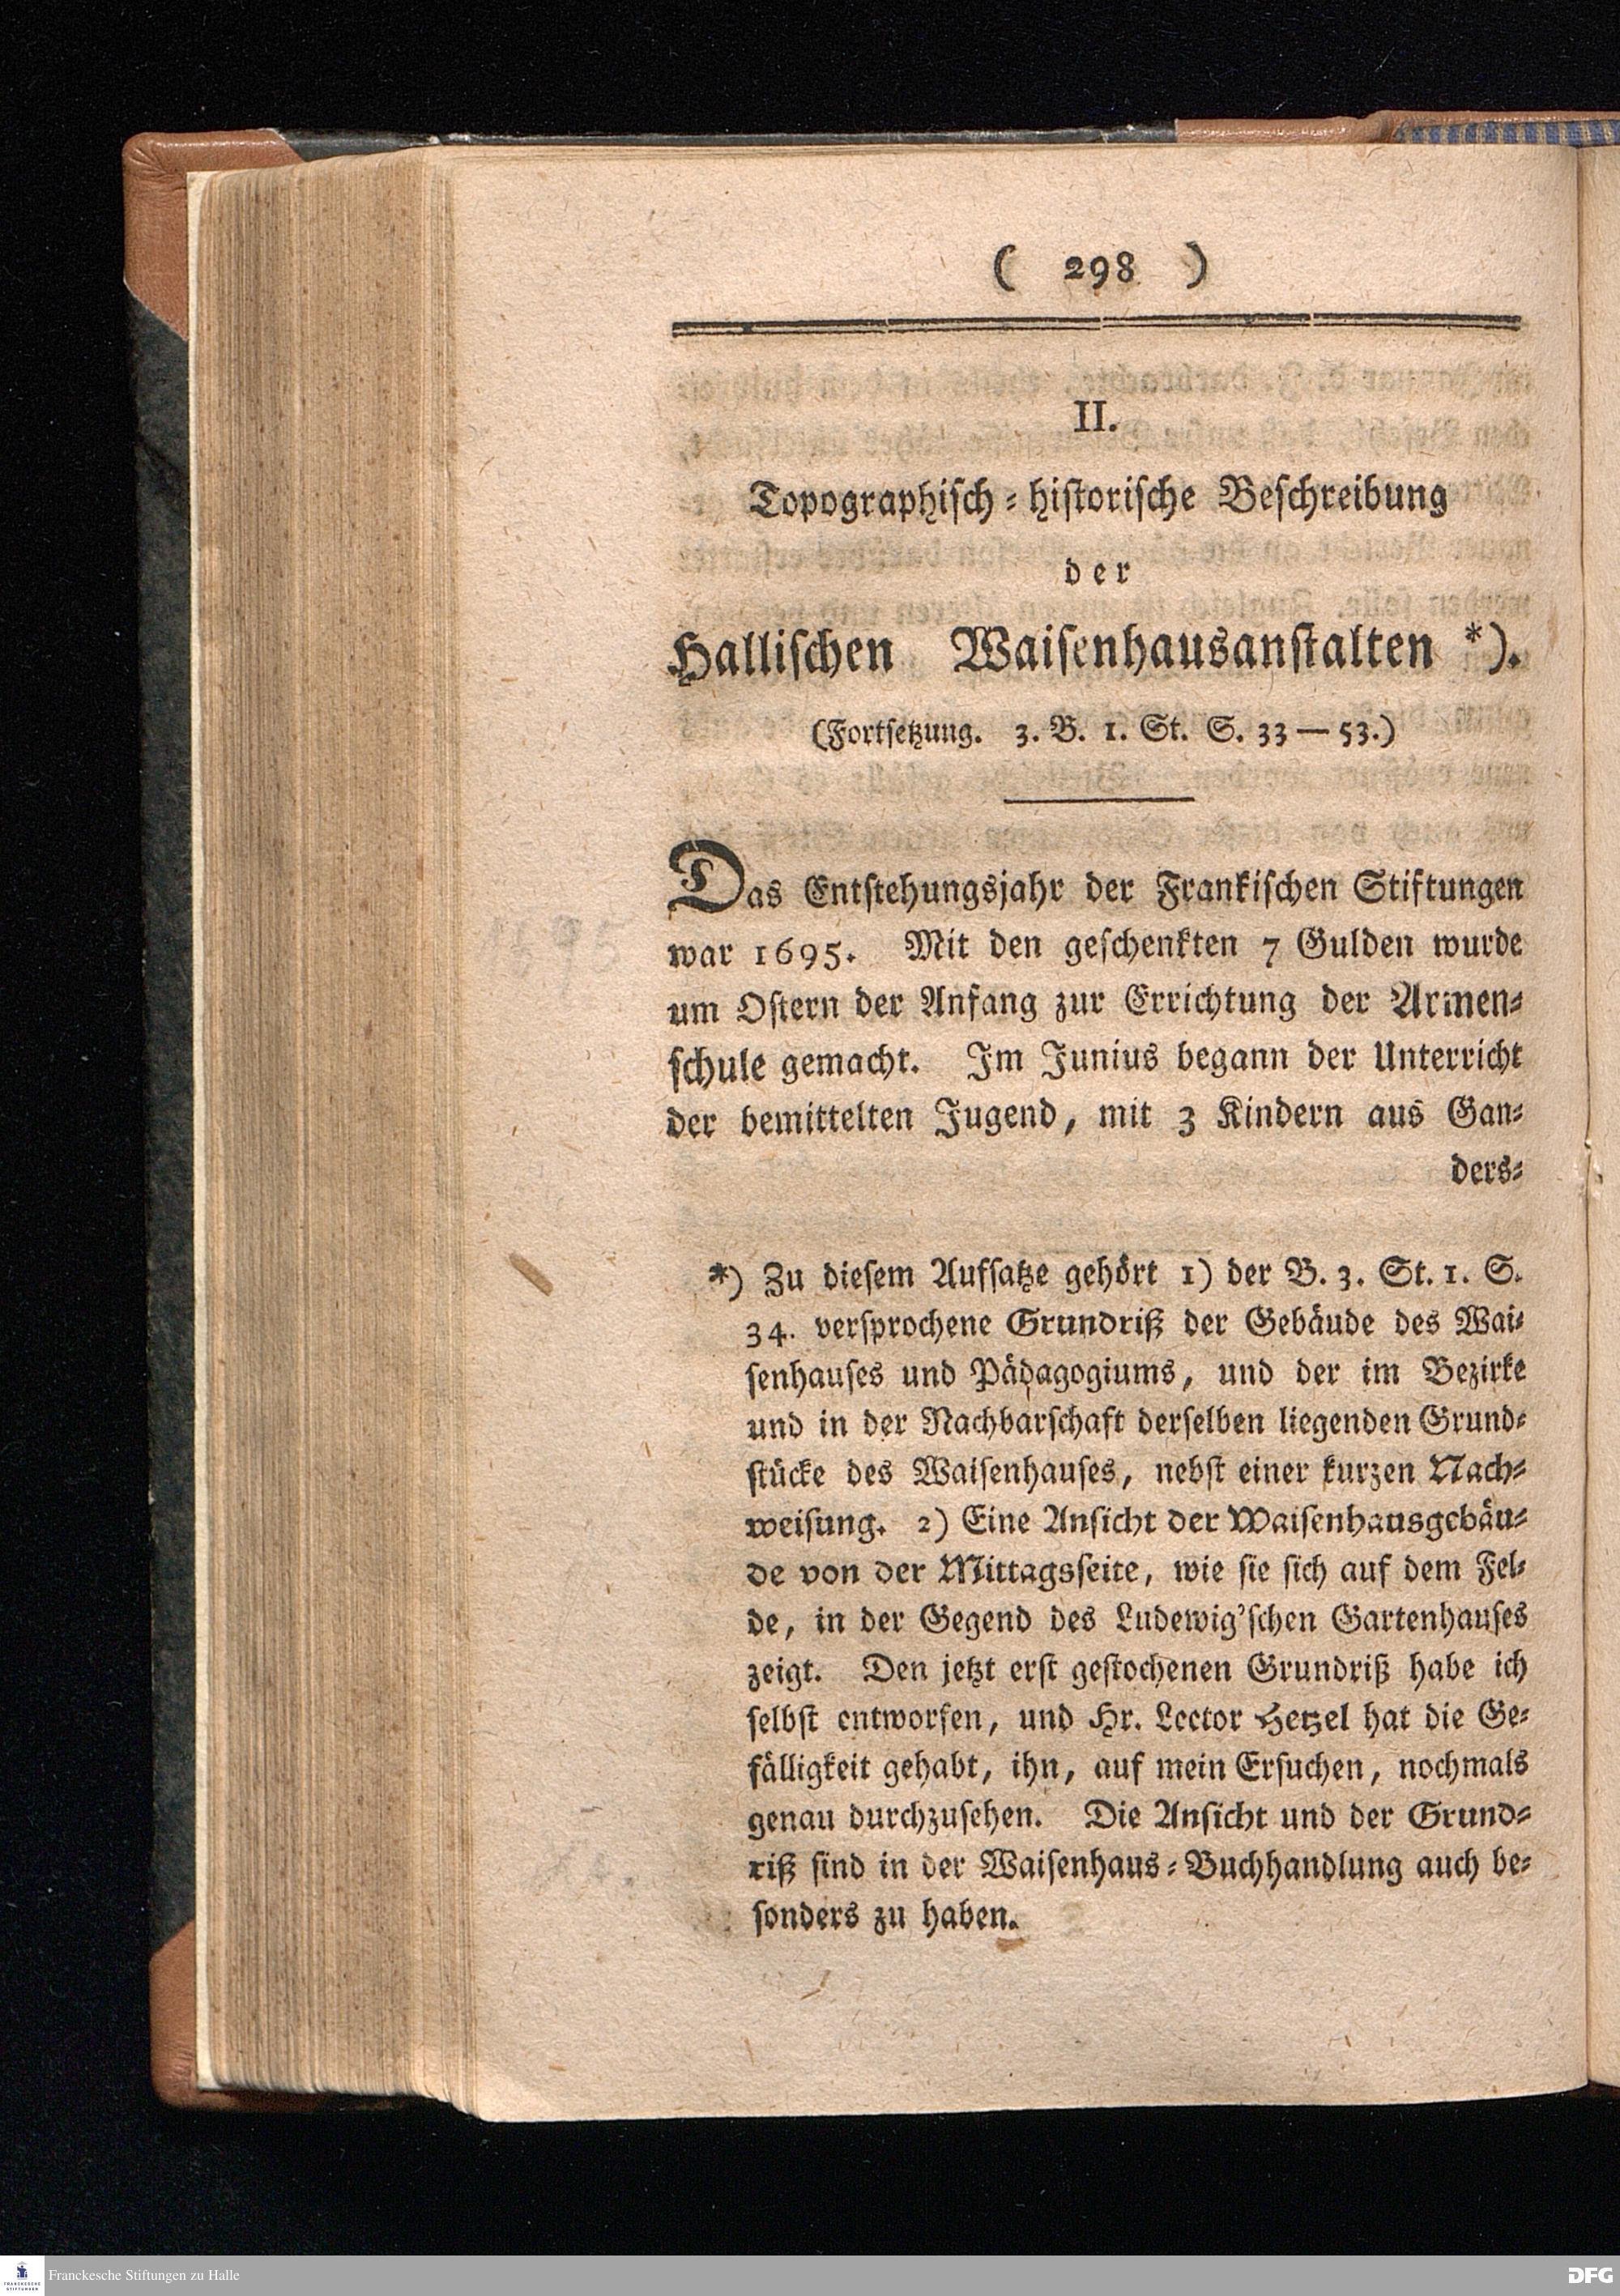 ( 298 )
II.
Topographisch-historische Beschreibung
der
Hallischen Waisenhausanstalten *).
(Fortsetzung. 3. B. 1. St. S. 33 — 53.)
Das Entstehungsjahr der Frankischen Stiftungen
war 1695. Mit den geschenkten 7 Gulden wurde
um Ostern der Anfang zur Errichtung der Armen-
schule gemacht. Im Junius begann der Unterricht
der bemittelten Jugend, mit 3 Kindern aus Gan-
ders-
*) Zu diesem Aufsatze gehört 1) der B. 3. St. 1. S.
34. versprochene Grundriß der Gebäude des Wai-
senhauses und Pädagogiums, und der im Bezirke
und in der Nachbarschaft derselben liegenden Grund-
stücke des Waisenhauses, nebst einer kurzen Nach-
weisung. 2) Eine Ansicht der Waisenhausgebäu-
de von der Mittagsseite, wie sie sich auf dem Fel-
de, in der Gegend des Ludewig'schen Gartenhauses
zeigt. Den jetzt erst gestochenen Grundriß habe ich
selbst entworfen, und Hr. Lector Hetzel hat die Ge-
fälligkeit gehabt, ihn, auf mein Ersuchen, nochmals
genau durchzusehen. Die Ansicht und der Grund-
riß sind in der Waisenhaus-Buchhandlung auch be-
sonders zu haben.
FRANCKESCHE
STIFTUNGEN
Franckesche Stiftungen zu Halle
DFG